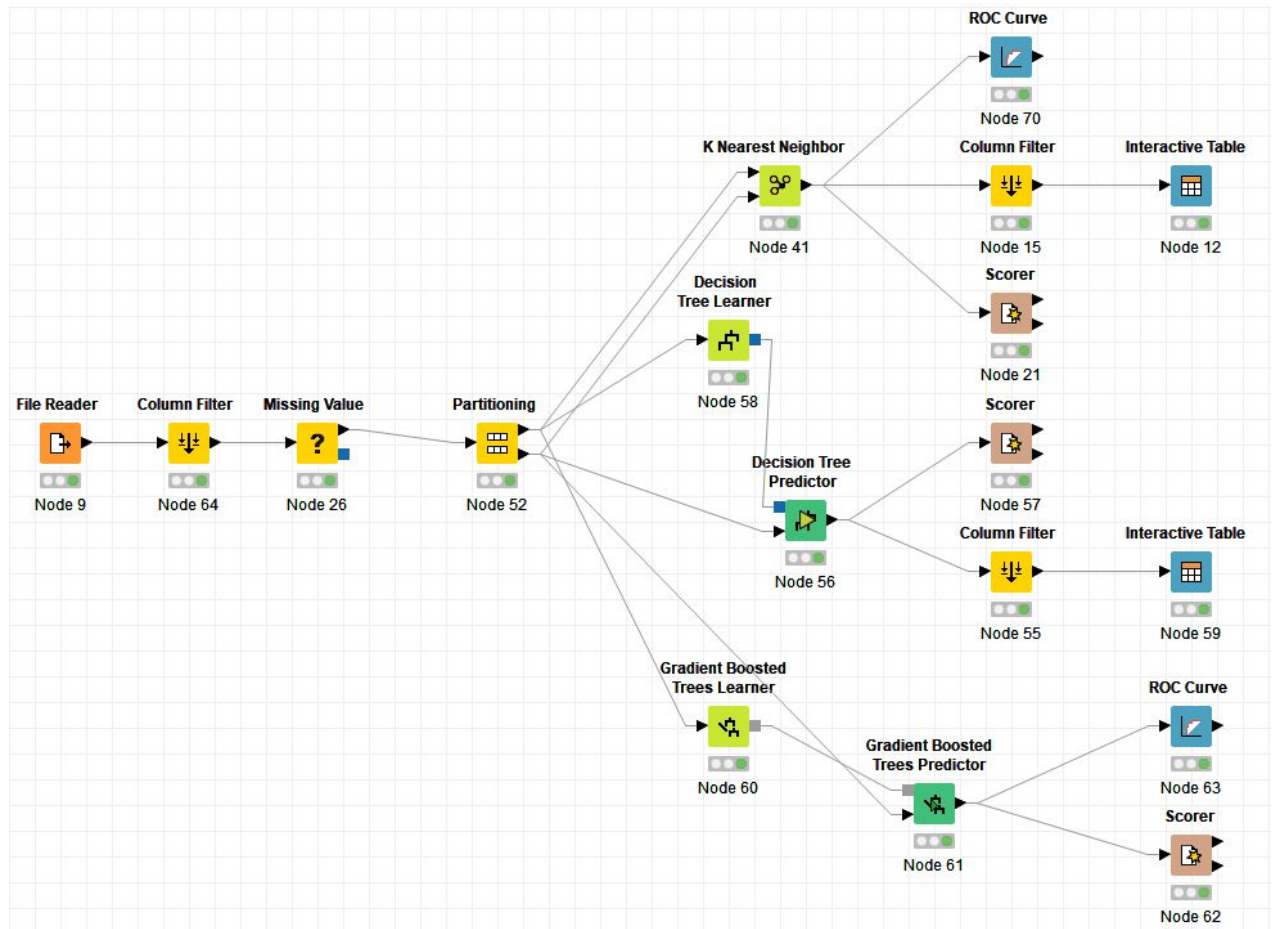 ROC Curve
Node 70
K Nearest Neighbor
Column Filter
Interactive Table
Node 41
Node 15
Node 12
Decision
Tree Learner
Scorer
Node 58
Node 21
File Reader
Column Filter
Missing Value
Partitioning
Scorer
?
Node 9
Node 64
Node 26
Node 52
Decision Tree
Predictor
Node 57
Node 56
Column Filter
Interactive Table
Node 55
Node 59
Gradient Boosted
Trees Learner
ROC Curve
Node 60
Gradient Boosted
Trees Predictor
Node 63
Node 61
Scorer
Node 62